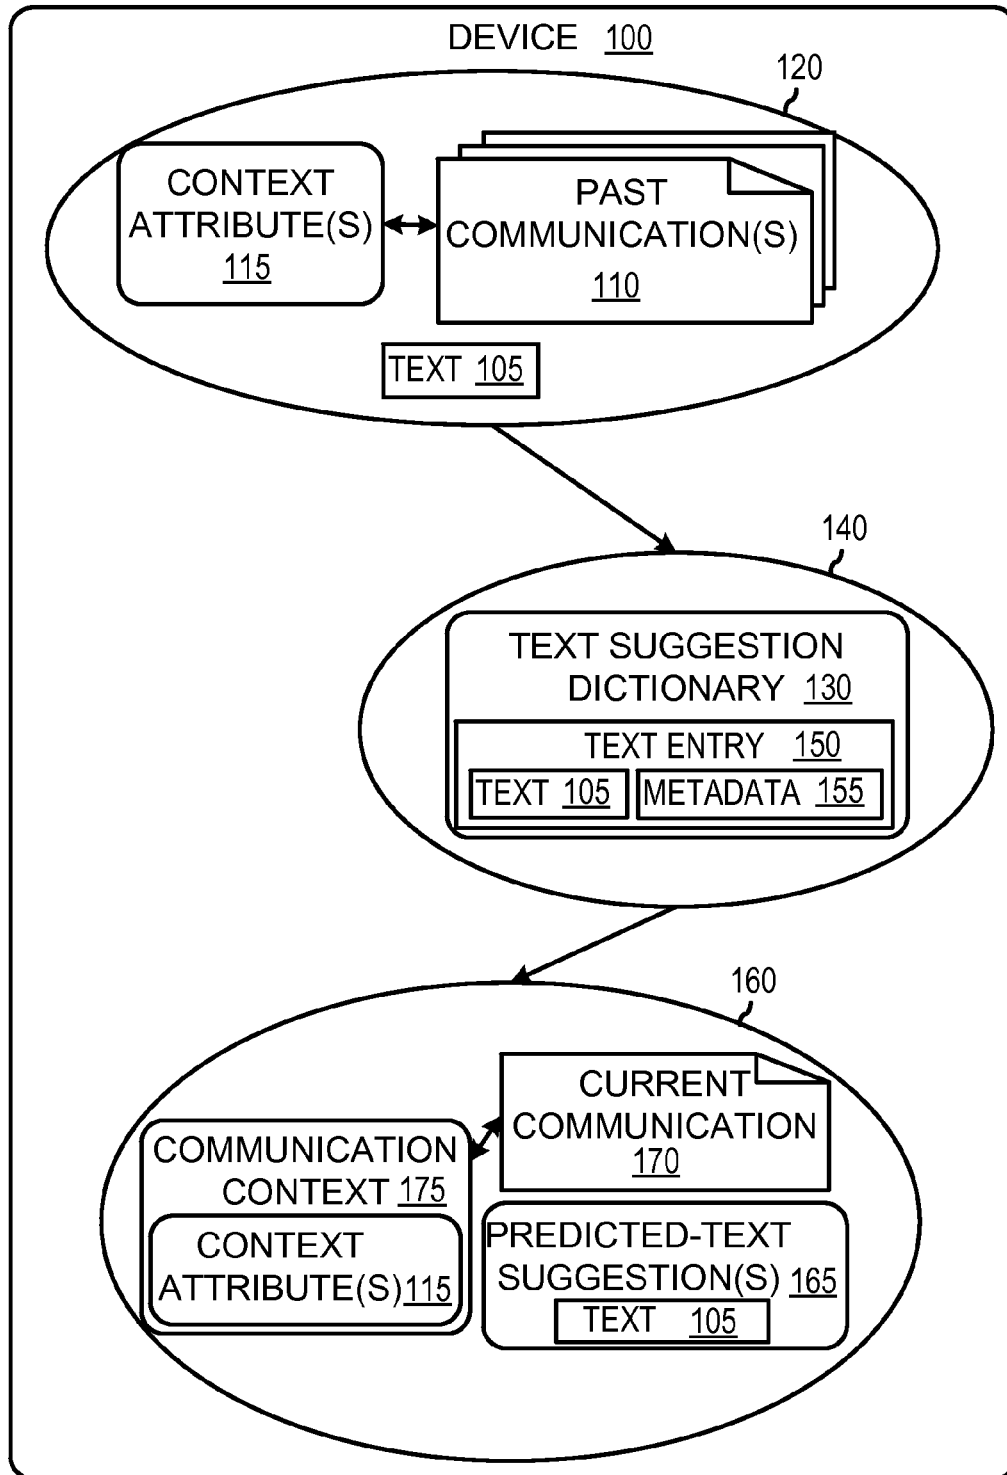 DEVICE 100
120
CONTEXT
ATTRIBUTE(S)
115
PAST
COMMUNICATION(S)
110
TEXT 105
140
TEXT SUGGESTION
DICTIONARY 130
TEXT ENTRY 150
TEXT 105
METADATA 155
160
CURRENT
COMMUNICATION
170
COMMUNICATION
CONTEXT 175
CONTEXT
ATTRIBUTE(S) 115
PREDICTED-TEXT
SUGGESTION(S) 165
TEXT 105